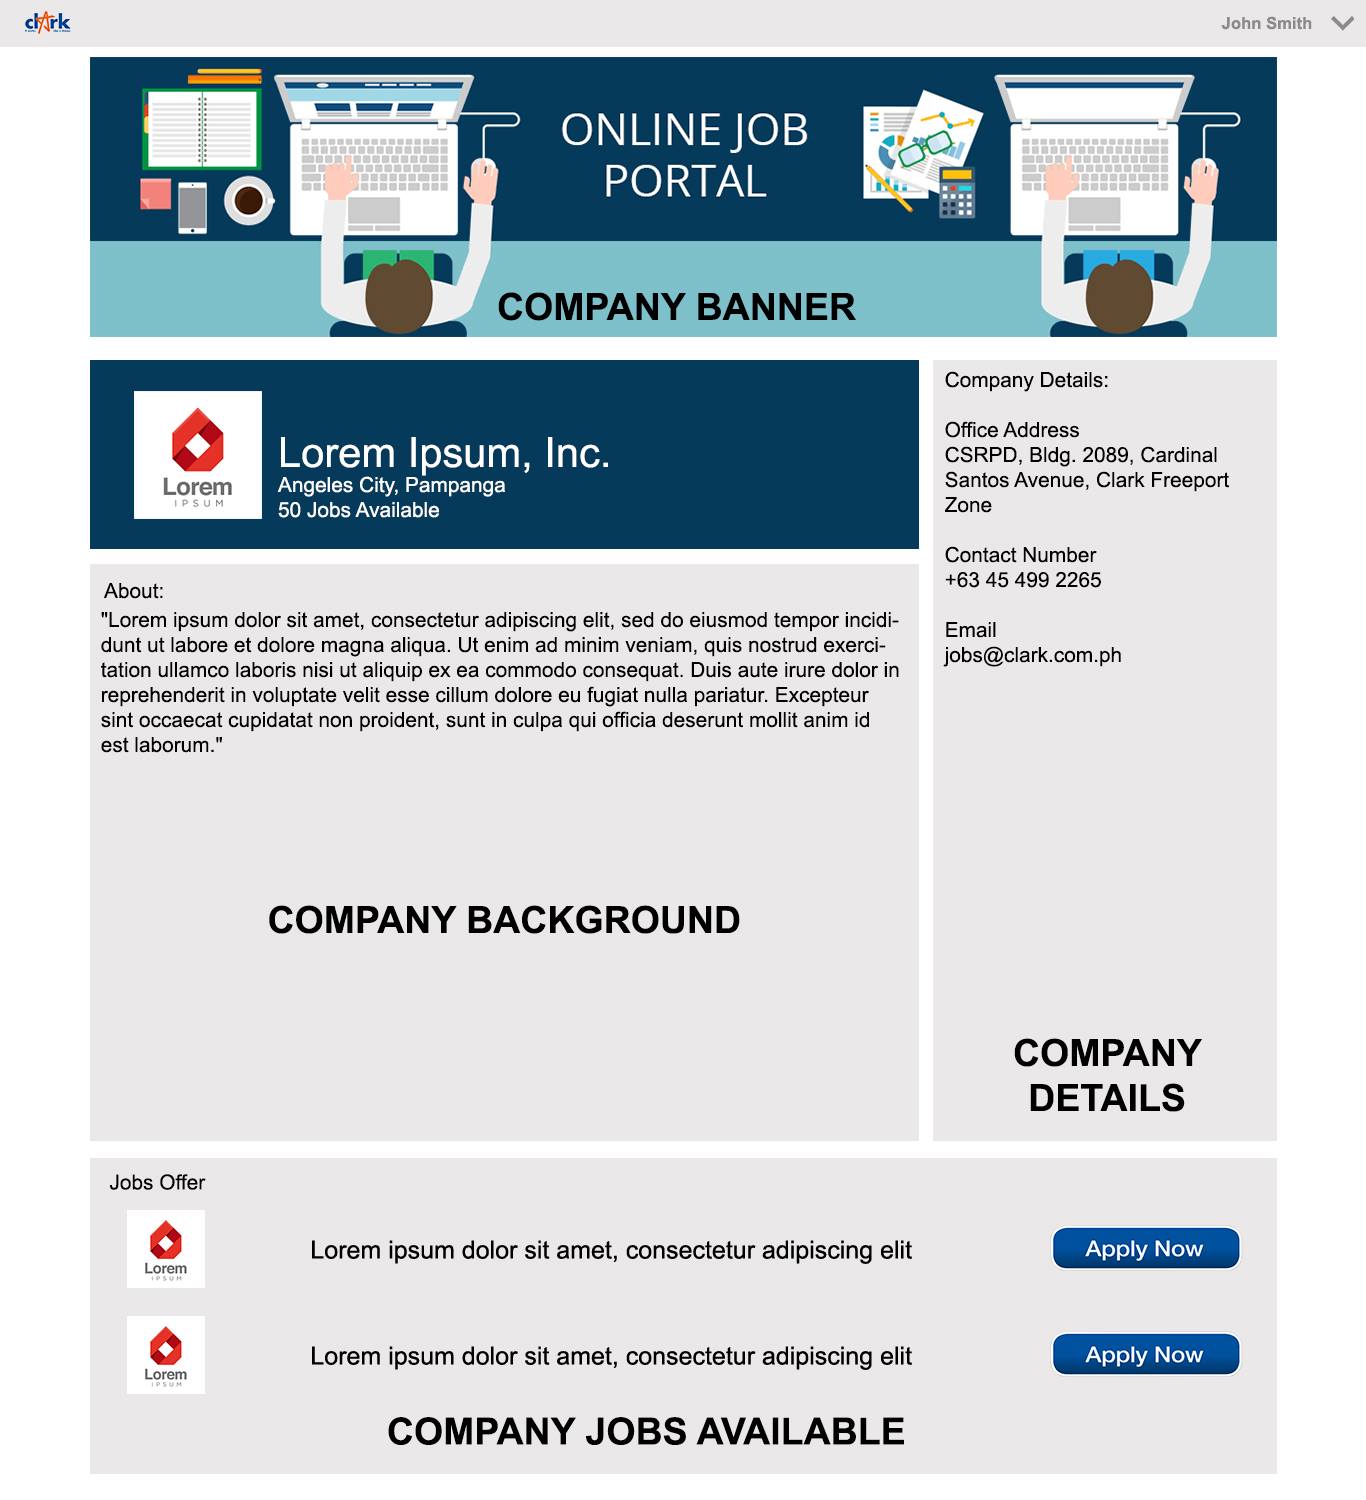 clark
John Smith
ONLINE JOB
PORTAL
COMPANY BANNER
Lorem
IPSUM
Lorem Ipsum, Inc.
Angeles City, Pampanga
50 Jobs Available
Company Details:
Office Address
CSRPD, Bldg. 2089, Cardinal
Santos Avenue, Clark Freeport
Zone
Contact Number
+63 45 499 2265
Email
jobs@clark.com.ph
COMPANY
DETAILS
About:
"Lorem ipsum dolor sit amet, consectetur adipiscing elit, sed do eiusmod tempor incidi-
dunt ut labore et dolore magna aliqua. Ut enim ad minim veniam, quis nostrud exerci-
tation ullamco laboris nisi ut aliquip ex ea commodo consequat. Duis aute irure dolor in
reprehenderit in voluptate velit esse cillum dolore eu fugiat nulla pariatur. Excepteur
sint occaecat cupidatat non proident, sunt in culpa qui officia deserunt mollit anim id
est laborum."
COMPANY BACKGROUND
Jobs Offer
Lorem
IPSUM
Lorem ipsum dolor sit amet, consectetur adipiscing elit
Apply Now
Lorem
IPSUM
Lorem ipsum dolor sit amet, consectetur adipiscing elit
Apply Now
COMPANY JOBS AVAILABLE